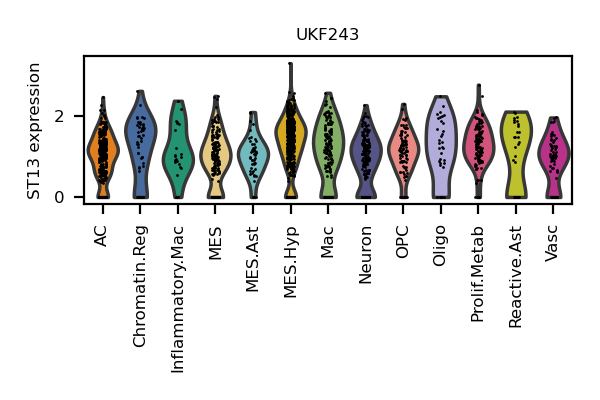 UKF243
ST13 expression
2
0
AC
Chromatin.Reg
Inflammatory.Mac
MES
MES.Ast
MES.Hyp
Mac
Neuron
OPC
Oligo
Prolif.Metab
Reactive.Ast
Vasc